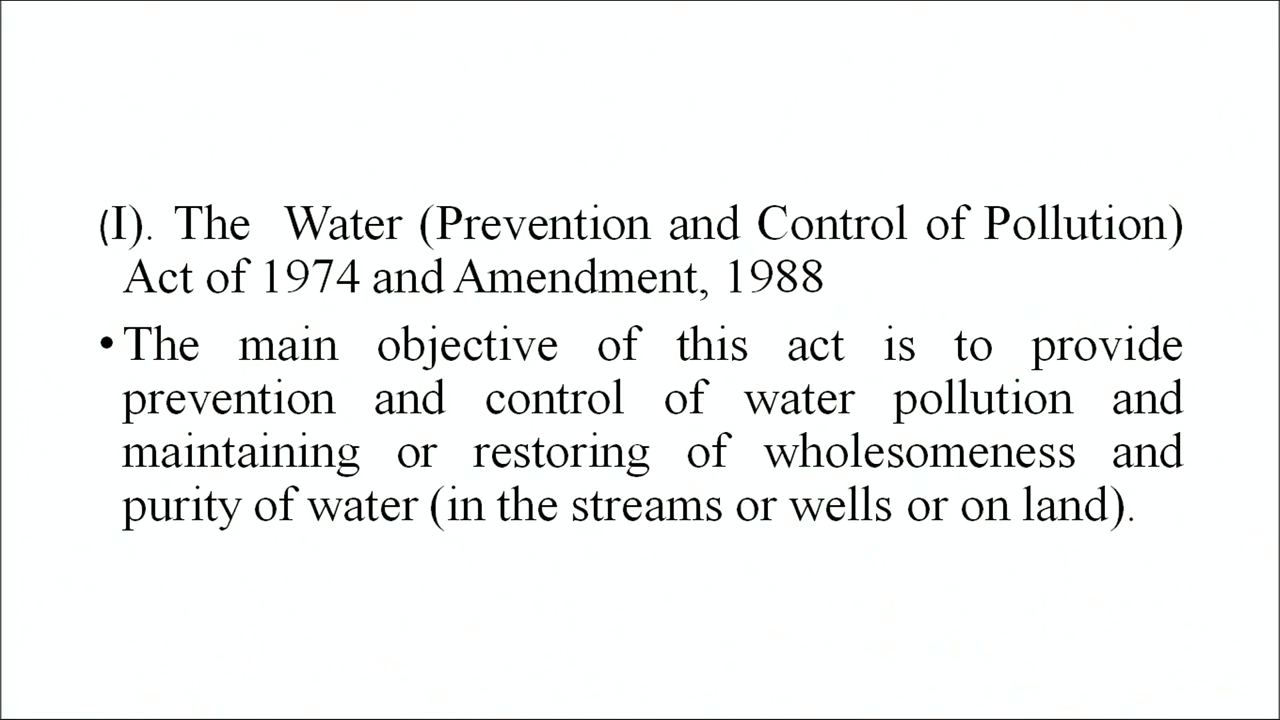 (I). The Water (Prevention and Control of Pollution)
Act of 1974 and Amendment, 1988
•The main objective of this act is to provide
prevention and control of water pollution and
maintaining or restoring of wholesomeness and
purity of water (in the streams or wells or on land).